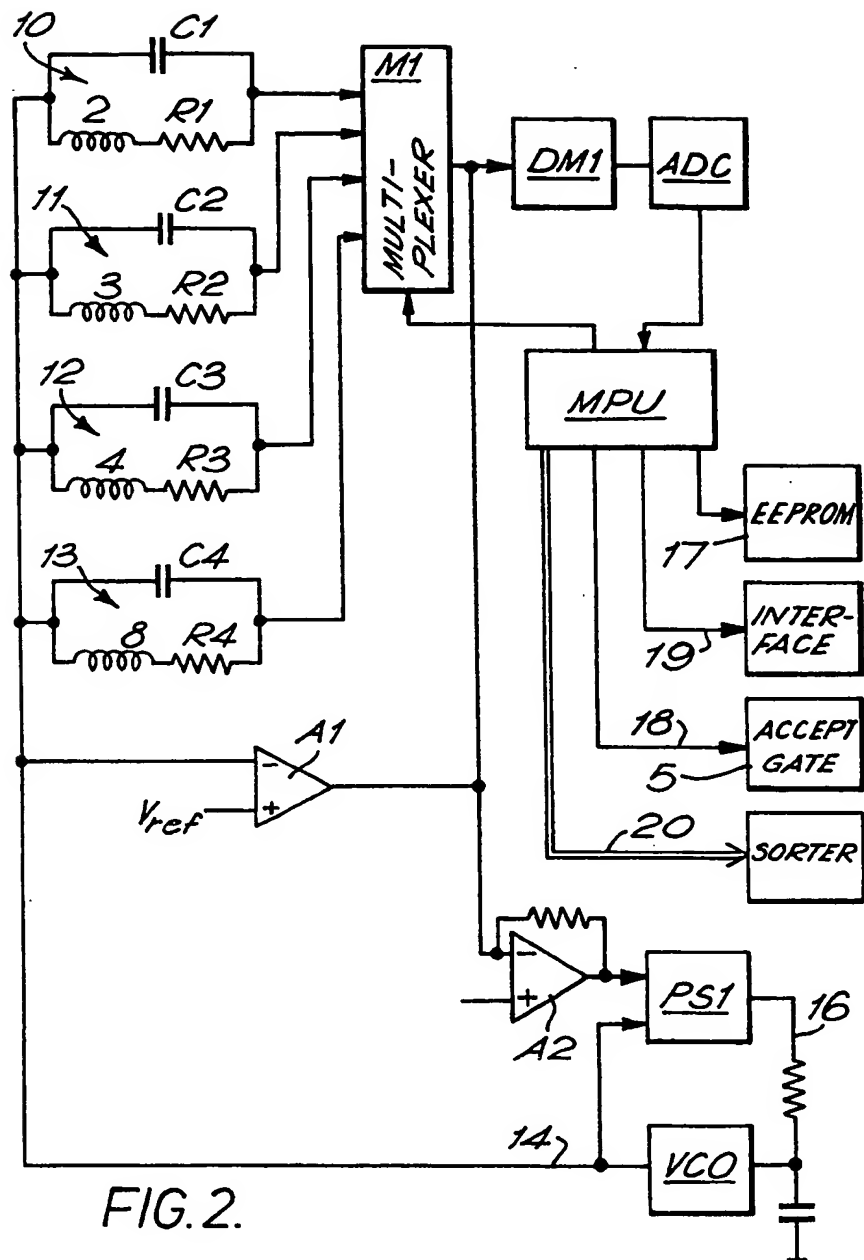 10
C1
2
R1
M1
MULTI-
PLEXER
DM1
ADC
11
C2
3
R2
MPU
12
C3
4
R3
EEPROM
17
13
C4
8
R4
INTER-
FACE
19
A1
Vref
18
ACCEPT
GATE
5
20
SORTER
A2
PS1
16
14
VCO
FIG. 2.